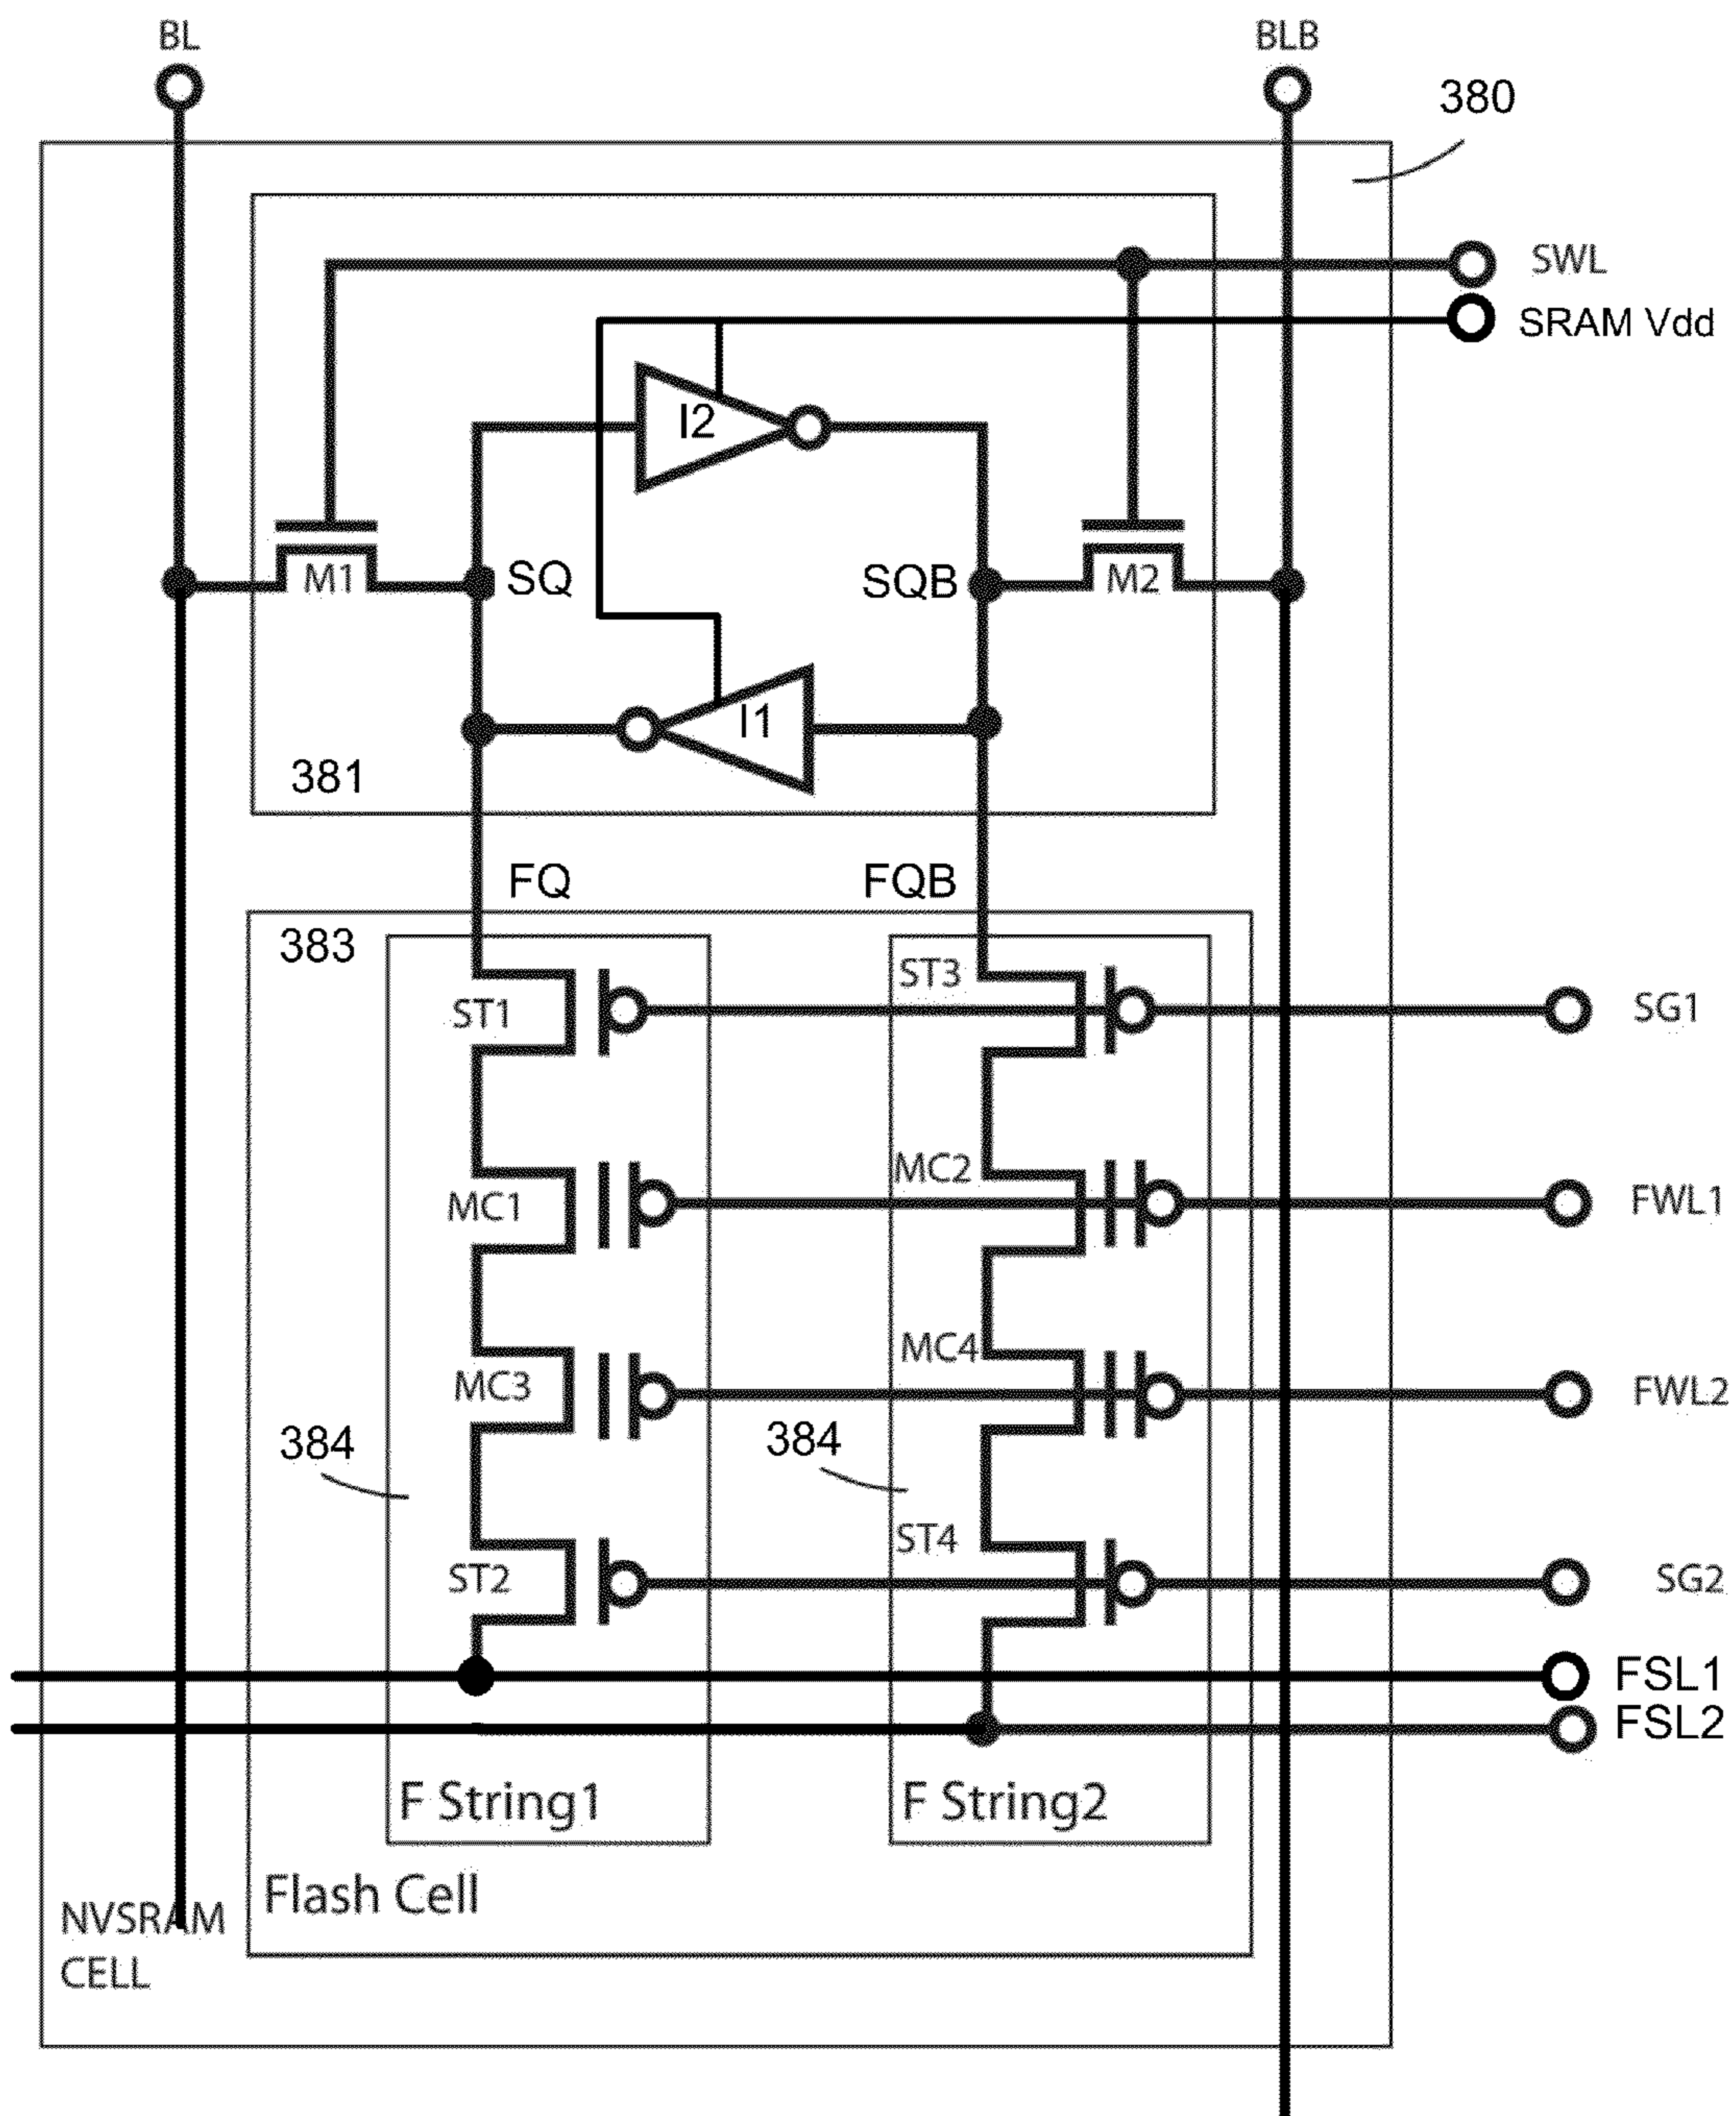 BL
BLB
380
SWL
SRAM Vdd
I2
M1
SQ
SQB
M2
I1
381
FQ
FQB
383
ST1
ST3
SG1
MC1
MC2
FWL1
MC3
MC4
FWL2
384
384
ST2
ST4
SG2
FSL1
FSL2
F String1
F String2
Flash Cell
NVSRAM
CELL